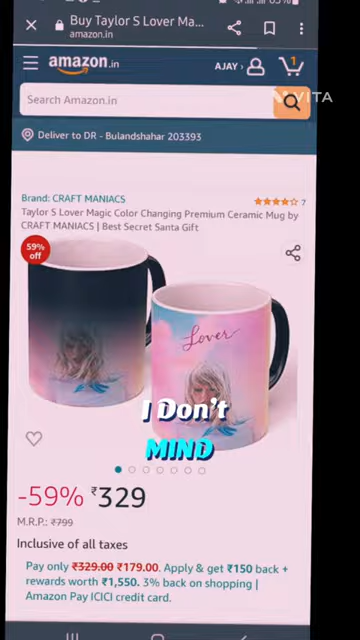 Buy Taylor S Lover Ma...
amazon.in
amazon.in
AJAY ›
1
Search Amazon.in
VITA
Deliver to DR - Bulandshahar 203393
Brand: CRAFT MANIACS
7
Taylor S Lover Magic Color Changing Premium Ceramic Mug by
CRAFT MANIACS | Best Secret Santa Gift
59%
off
Lover
I Don't
MIND
-59% ₹329
M.R.P.: ₹799
Inclusive of all taxes
Pay only ₹329.00 ₹179.00. Apply & get ₹150 back +
rewards worth ₹1,550. 3% back on shopping |
Amazon Pay ICICI credit card.